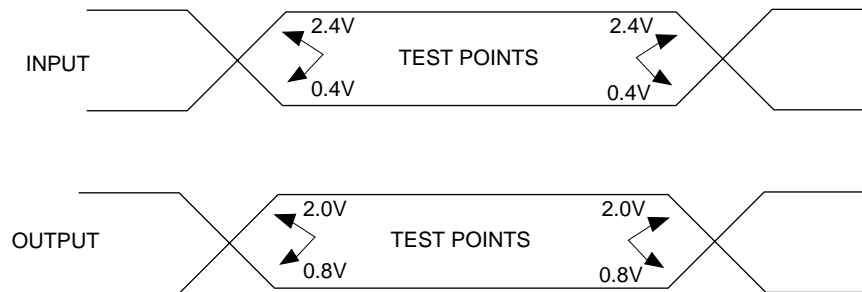 2.4V 2.4V
INPUT TEST POINTS
0.4V 0.4V
2.0V 2.0V
OUTPUT TEST POINTS
0.8V 0.8V